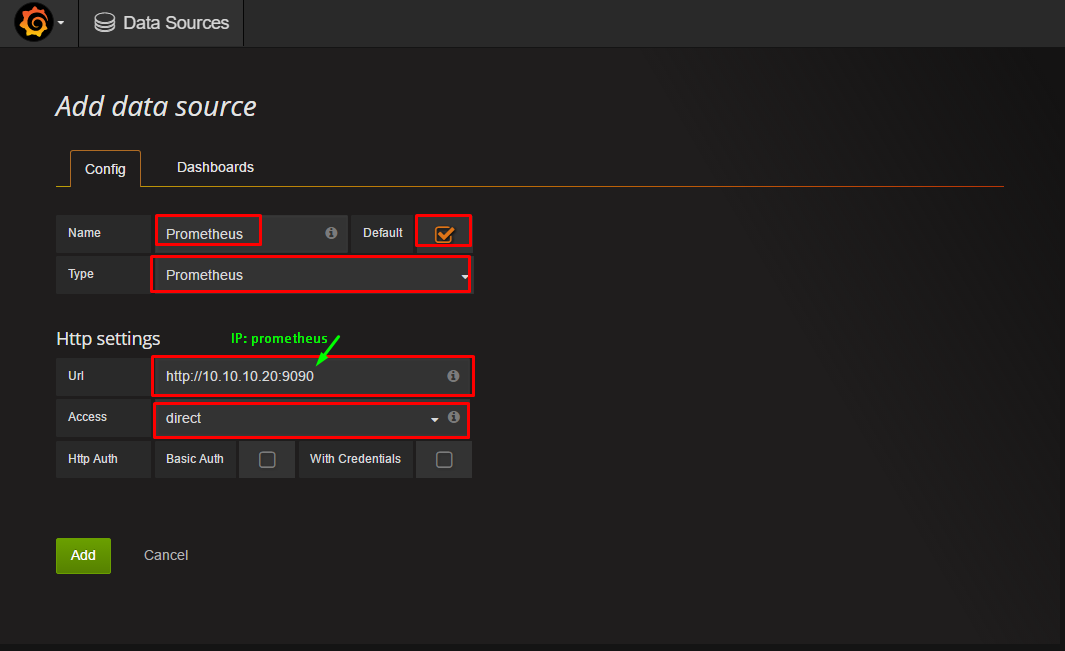 Data Sources
Add data source
Config Dashboards
Name Prometheus Default
Type Prometheus
Http settings IP: prometheus
Url http://10.10.10.20:9090
Access direct
Http Auth Basic Auth With Credentials
Add Cancel